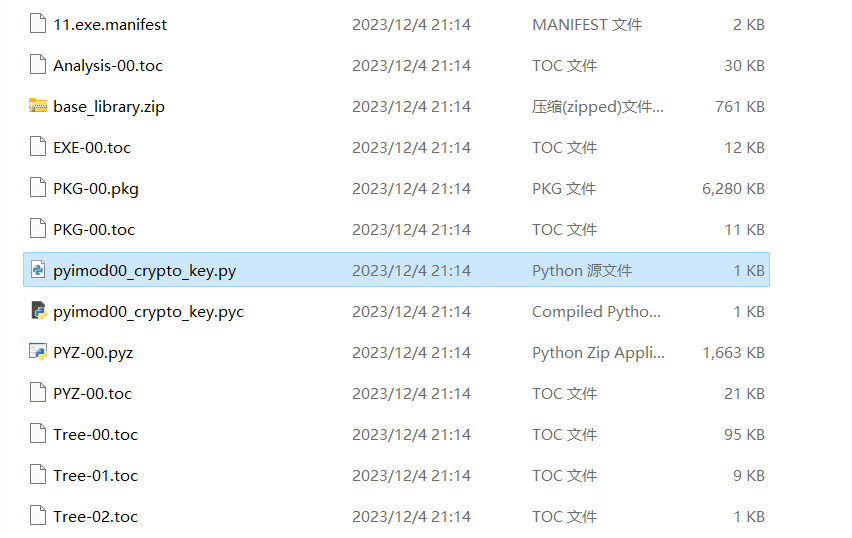 11.exe.manifest 2023/12/4 21:14 MANIFEST 文件 2 KB
Analysis-00.toc 2023/12/4 21:14 TOC 文件 30 KB
base_library.zip 2023/12/4 21:14 压缩(zipped)文件... 761 KB
EXE-00.toc 2023/12/4 21:14 TOC 文件 12 KB
PKG-00.pkg 2023/12/4 21:14 PKG 文件 6,280 KB
PKG-00.toc 2023/12/4 21:14 TOC 文件 11 KB
pyimod00_crypto_key.py 2023/12/4 21:14 Python 源文件 1 KB
pyimod00_crypto_key.pyc 2023/12/4 21:14 Compiled Pytho... 1 KB
PYZ-00.pyz 2023/12/4 21:14 Python Zip Appli... 1,663 KB
PYZ-00.toc 2023/12/4 21:14 TOC 文件 21 KB
Tree-00.toc 2023/12/4 21:14 TOC 文件 95 KB
Tree-01.toc 2023/12/4 21:14 TOC 文件 9 KB
Tree-02.toc 2023/12/4 21:14 TOC 文件 1 KB